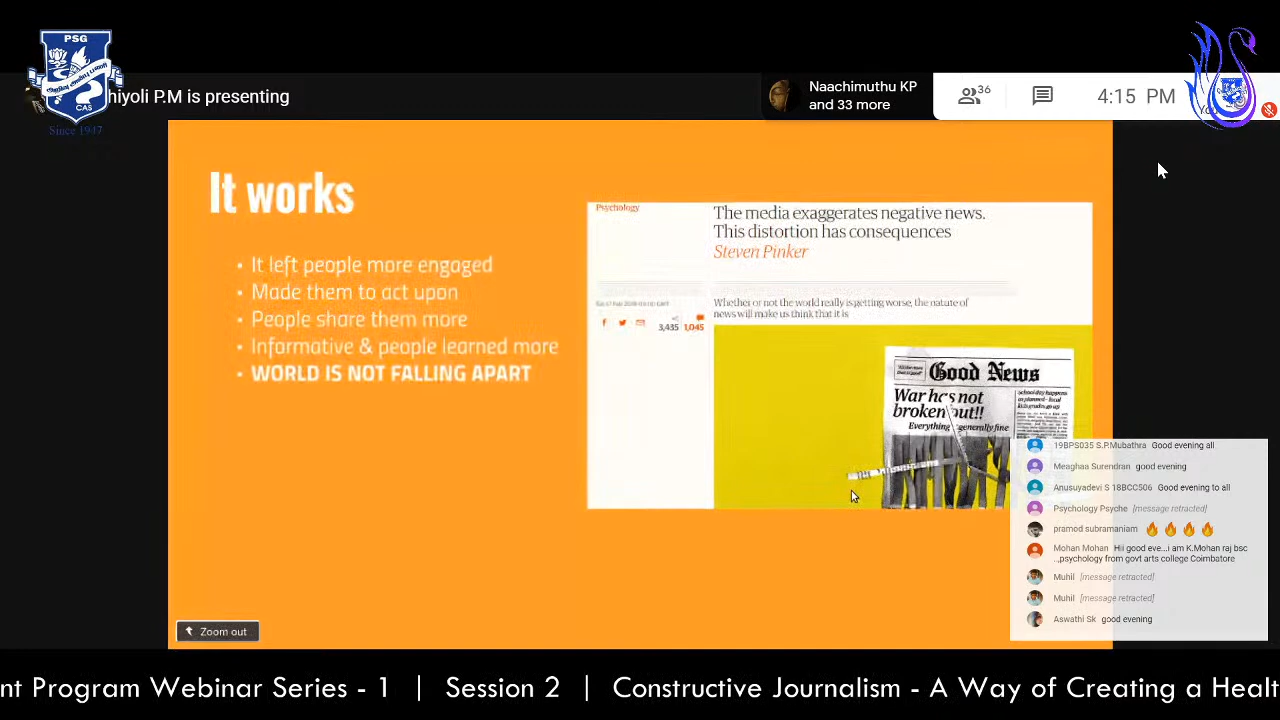 PSG
CAS
Since 1947
hiyoli P.M is presenting
Naachimuthu KP
and 33 more
36
4:15 PM
It works
• It left people more engaged
• Made them to act upon
• People share them more
• Informative & people learned more
• WORLD IS NOT FALLING APART
Psychology
The media exaggerates negative news.
This distortion has consequences
Steven Pinker
Whether or not the world really is getting worse, the nature of
news will make us think that it is
3,435 1,045
Good News
War has not
broken out!!
Everything generally fine
School day happens
as planned - local
19BPS035 S.P.Mubathra Good evening all
Meaghaa Surendran good evening
Anusuyadevi S 18BCC506 Good evening to all
Psychology Psyche [message retracted]
pramod subramaniam 🔥 🔥 🔥 🔥
Mohan Mohan Hii good eve...i am K.Mohan raj bsc
.,psychology from govt arts college Coimbatore
Muhil [message retracted]
Muhil [message retracted]
Aswathi Sk good evening
Zoom out
nt Program Webinar Series - 1 | Session 2 | Constructive Journalism - A Way of Creating a Healt